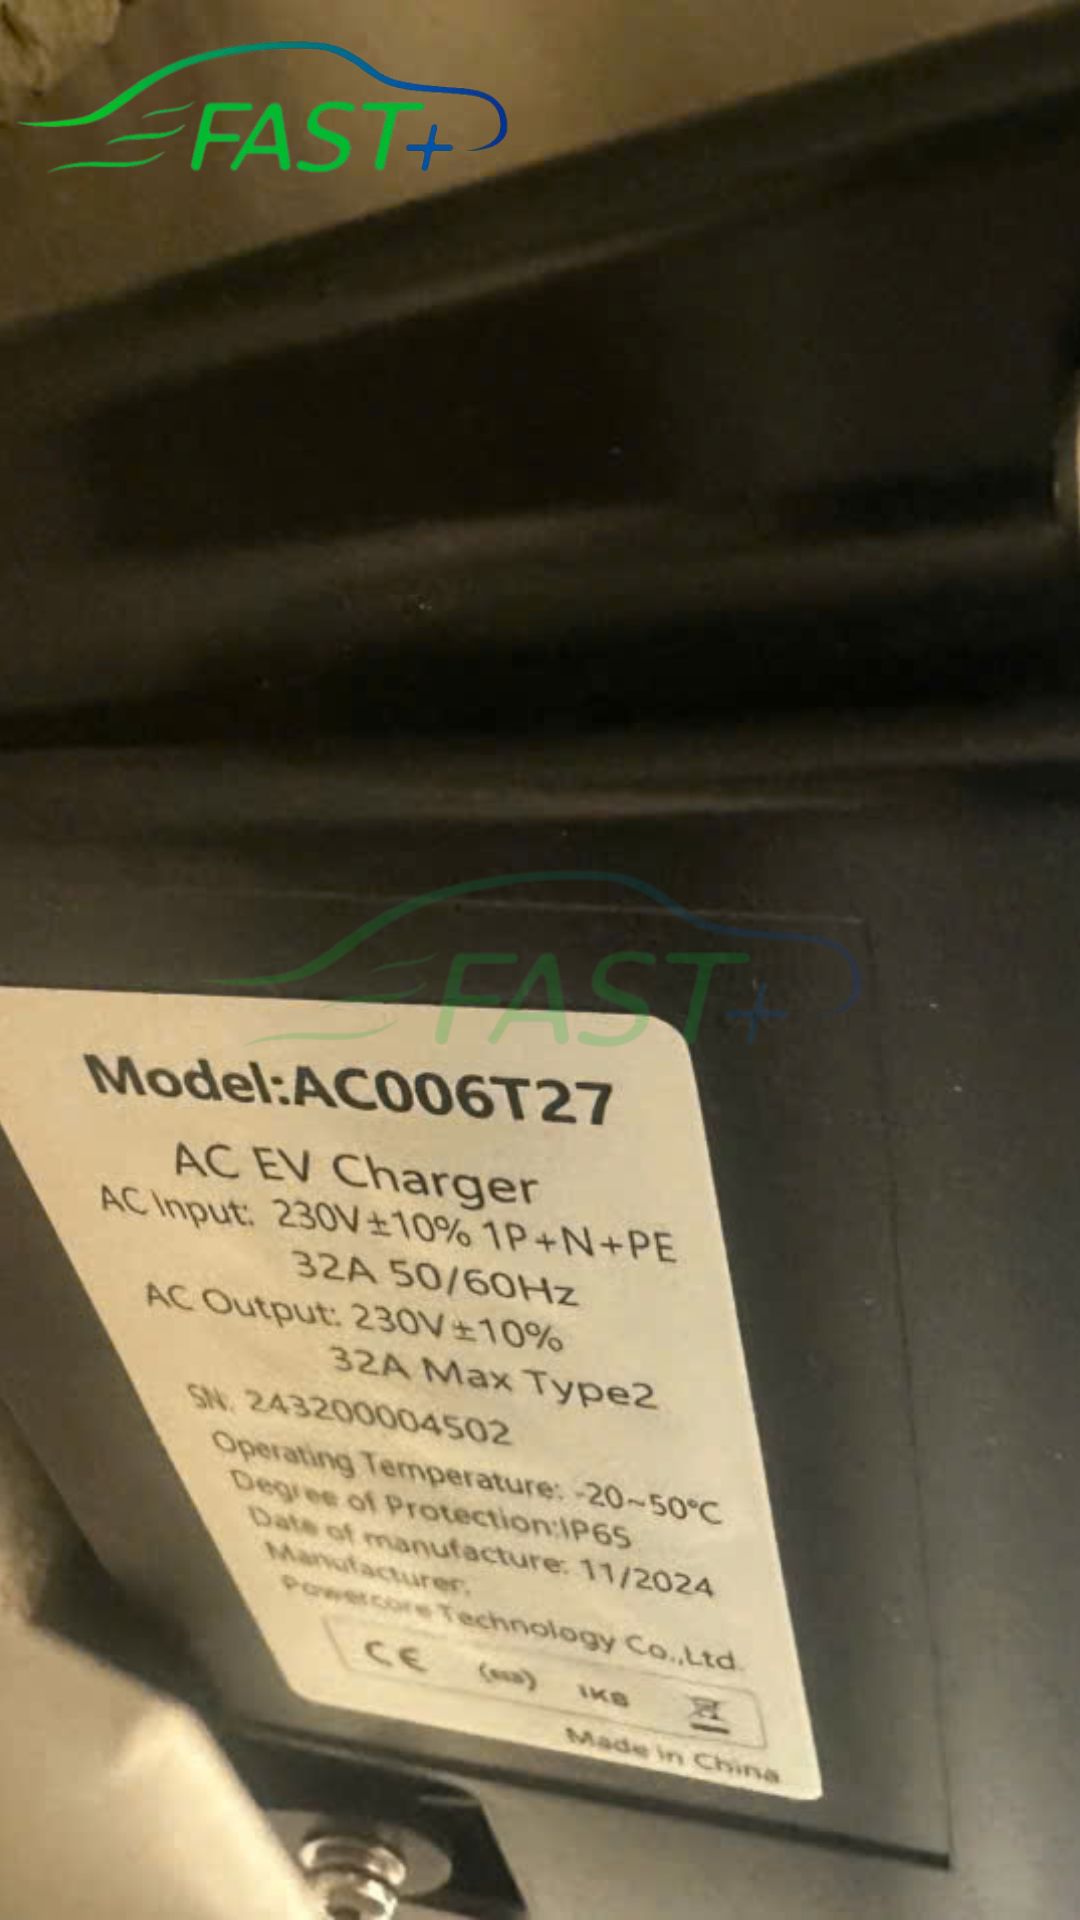 FAST+
FAST+
Model:AC006T27
AC EV Charger
AC Input: 230V±10% 1P+N+PE
32A 50/60Hz
AC Output: 230V±10%
32A Max Type2
SN: 243200004502
Operating Temperature: -20~50°C
Degree of Protection:IP65
Date of manufacture: 11/2024
Manufacturer:
Powercore Technology Co.,Ltd.
CE
Made in China